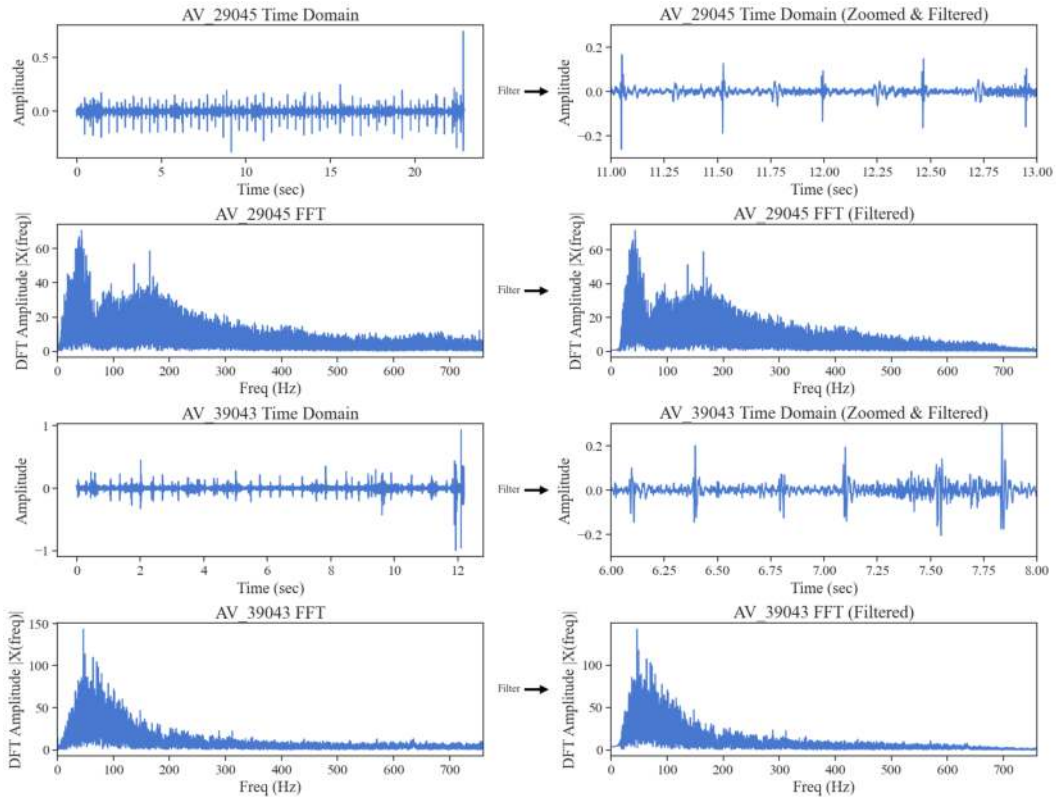 AV_29045 Time Domain
Amplitude
0.5
0.0
0 5 10 15 20
Time (sec)
Filter
AV_29045 Time Domain (Zoomed & Filtered)
Amplitude
0.2
0.0
−0.2
11.00 11.25 11.50 11.75 12.00 12.25 12.50 12.75 13.00
Time (sec)
AV_29045 FFT
DFT Amplitude |X(freq)|
60
40
20
0
0 100 200 300 400 500 600 700
Freq (Hz)
Filter
AV_29045 FFT (Filtered)
DFT Amplitude |X(freq)|
60
40
20
0
0 100 200 300 400 500 600 700
Freq (Hz)
AV_39043 Time Domain
Amplitude
1
0
−1
0 2 4 6 8 10 12
Time (sec)
Filter
AV_39043 Time Domain (Zoomed & Filtered)
Amplitude
0.2
0.0
−0.2
6.00 6.25 6.50 6.75 7.00 7.25 7.50 7.75 8.00
Time (sec)
AV_39043 FFT
DFT Amplitude |X(freq)|
150
100
50
0
0 100 200 300 400 500 600 700
Freq (Hz)
Filter
AV_39043 FFT (Filtered)
DFT Amplitude |X(freq)|
100
50
0
0 100 200 300 400 500 600 700
Freq (Hz)